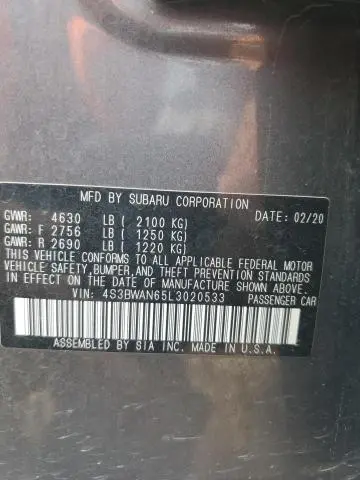 MFD BY SUBARU CORPORATION
GWWR: 4630 LB ( 2100 KG) DATE: 02/20
GAWR: F 2756 LB ( 1250 KG)
GAWR: R 2690 LB ( 1220 KG)
THIS VEHICLE CONFORMS TO ALL APPLICABLE FEDERAL MOTOR
VEHICLE SAFETY, BUMPER, AND THEFT PREVENTION STANDARDS
IN EFFECT ON THE DATE OF MANUFACTURE SHOWN ABOVE.
VIN: 4S3BWAN65L3020533 PASSENGER CAR
ASSEMBLED BY SIA INC. MADE IN U.S.A.